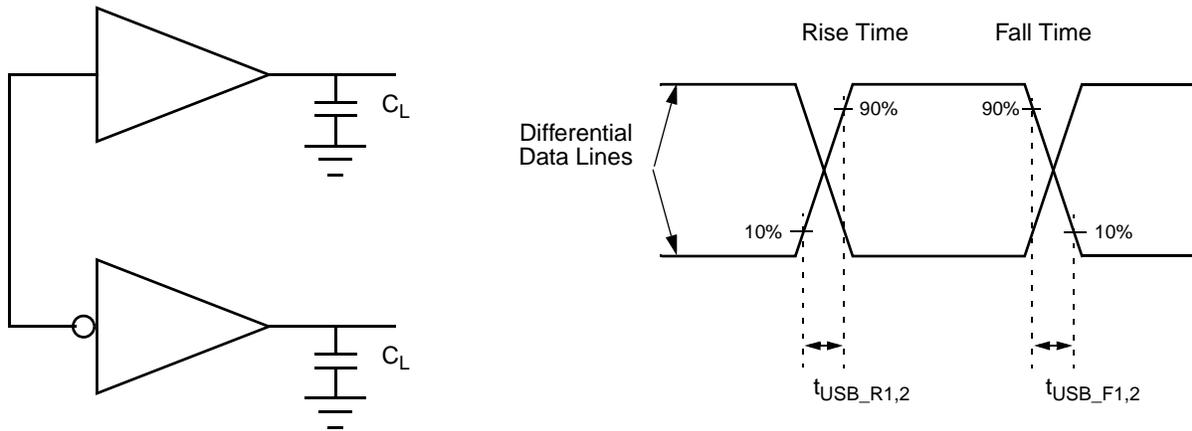 Rise Time
Fall Time
C_L
90%
90%
Differential
Data Lines
10%
10%
C_L
t_USB_R1,2
t_USB_F1,2